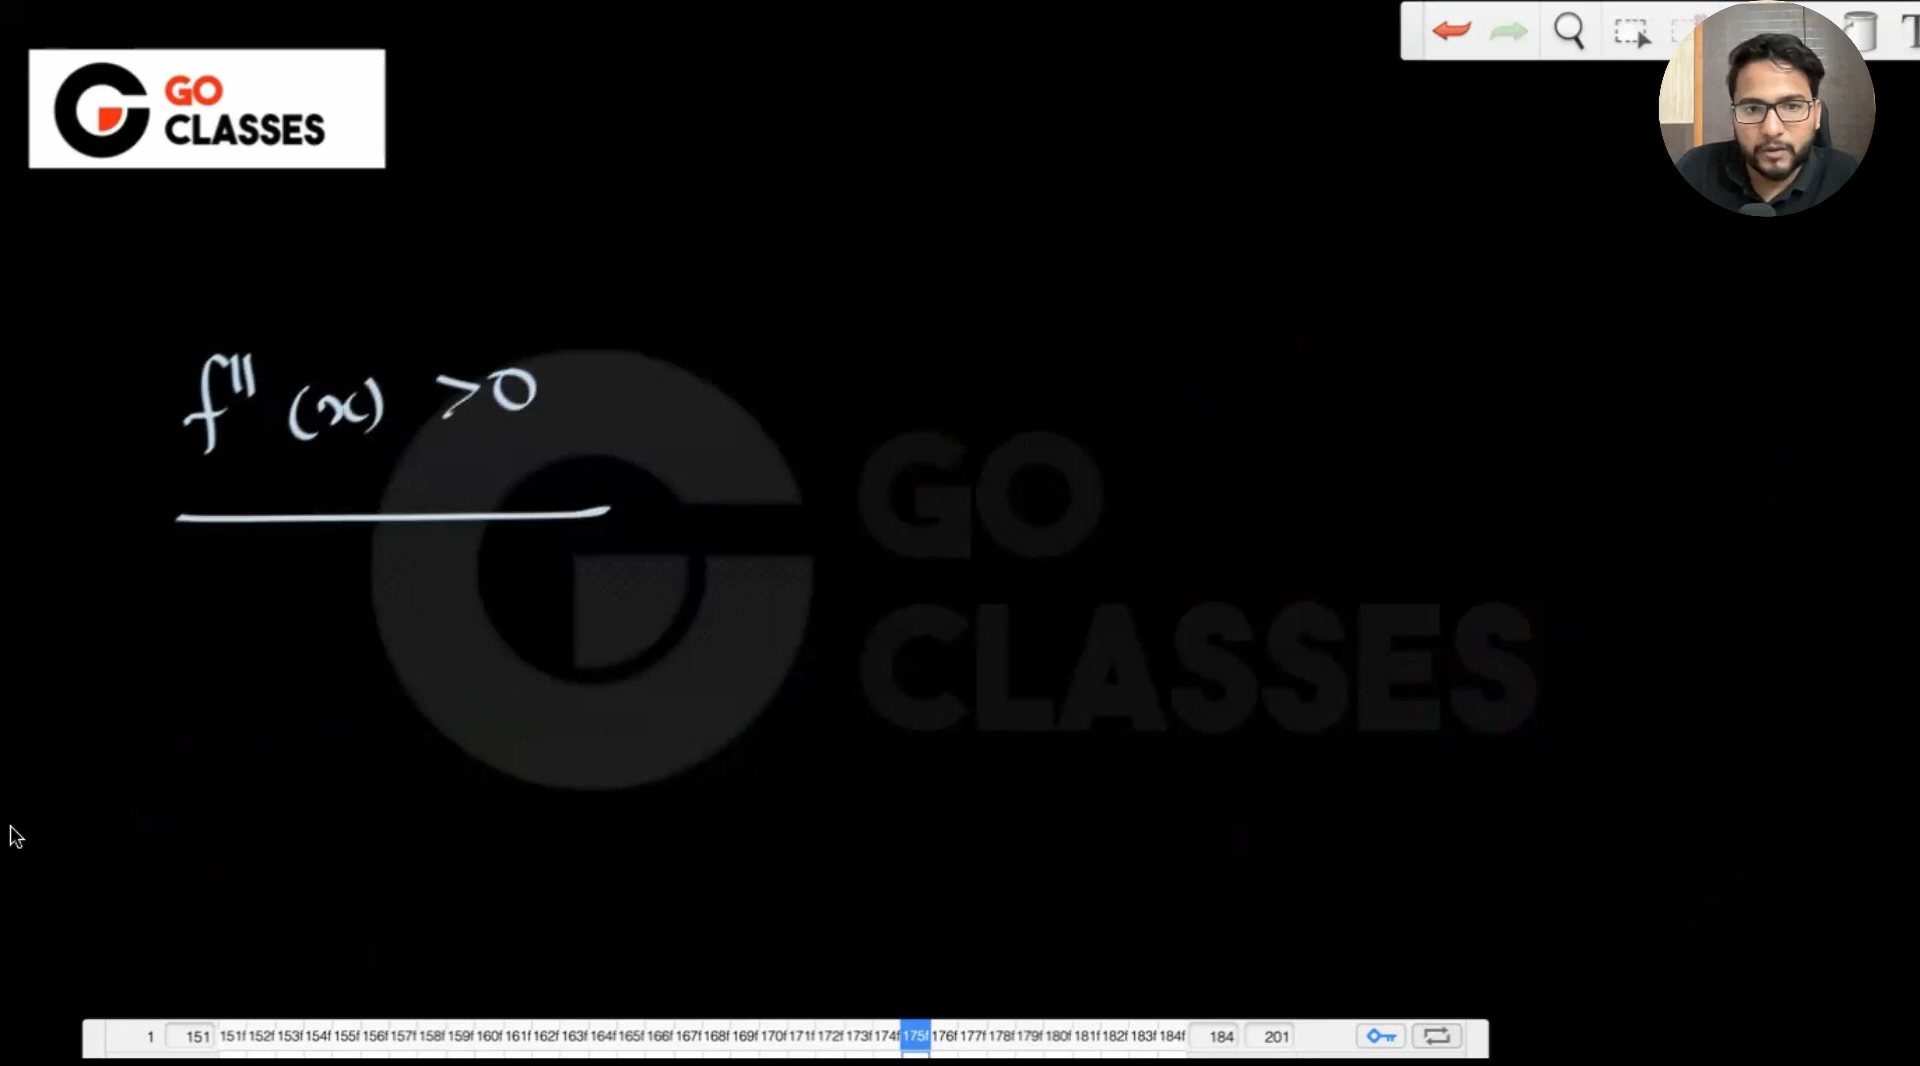 GO
CLASSES
T
f''(x) >0
GO
CLASSES
1 151 151f 152f 153f 154f 155f 156f 157f 158f 159f 160f 161f 162f 163f 164f 165f 166f 167f 168f 169f 170f 171f 172f 173f 174f 175f 176f 177f 178f 179f 180f 181f 182f 183f 184f 184 201